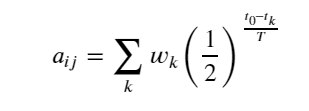 a_{ij} = \sum_k w_k \left( \frac{1}{2} \right)^{\frac{t_0 - t_k}{T}}